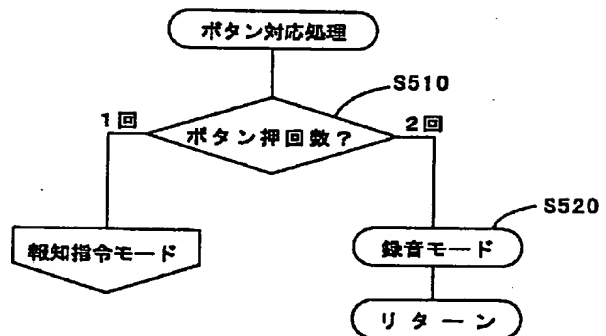 ボタン対応処理
S510
1回
ボタン押回数?
2回
S520
報知指令モード
録音モード
リターン